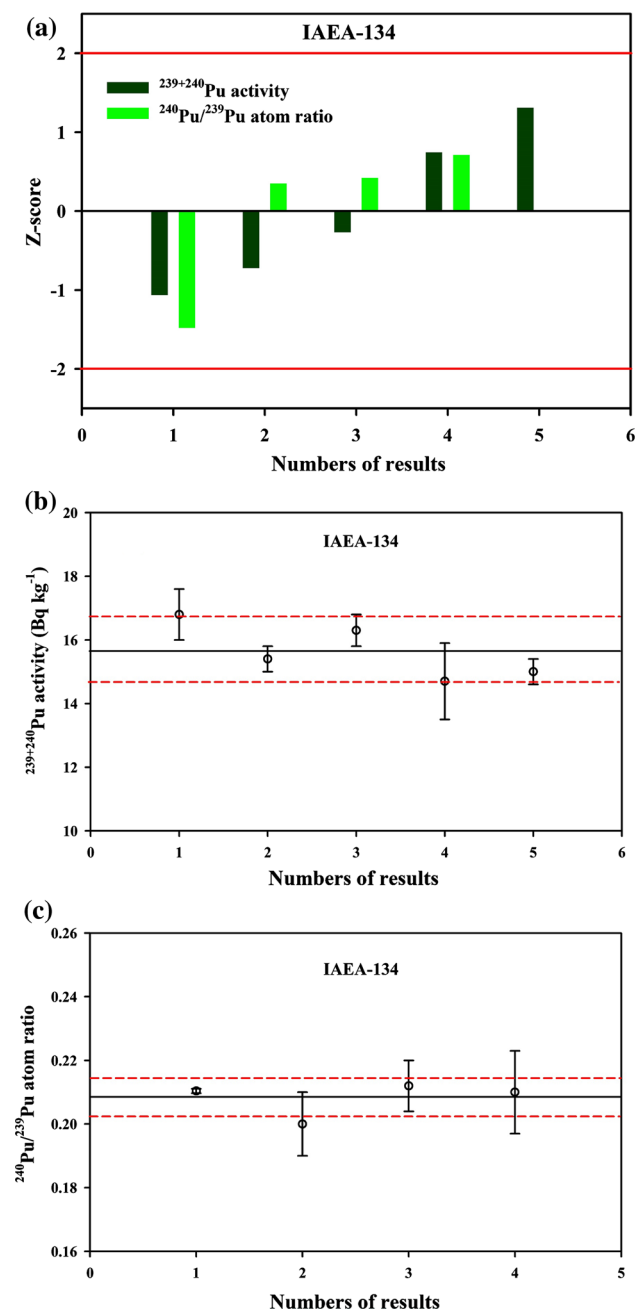 (a)
IAEA-134
2
²³⁹⁺²⁴⁰Pu activity
²⁴⁰Pu/²³⁹Pu atom ratio
1
0
-1
-2
Z-score
0 1 2 3 4 5 6
Numbers of results
(b)
20
IAEA-134
18
16
14
12
10
²³⁹⁺²⁴⁰Pu activity (Bq kg⁻¹)
0 1 2 3 4 5 6
Numbers of results
(c)
0.26
IAEA-134
0.24
0.22
0.20
0.18
0.16
²⁴⁰Pu/²³⁹Pu atom ratio
0 1 2 3 4 5
Numbers of results